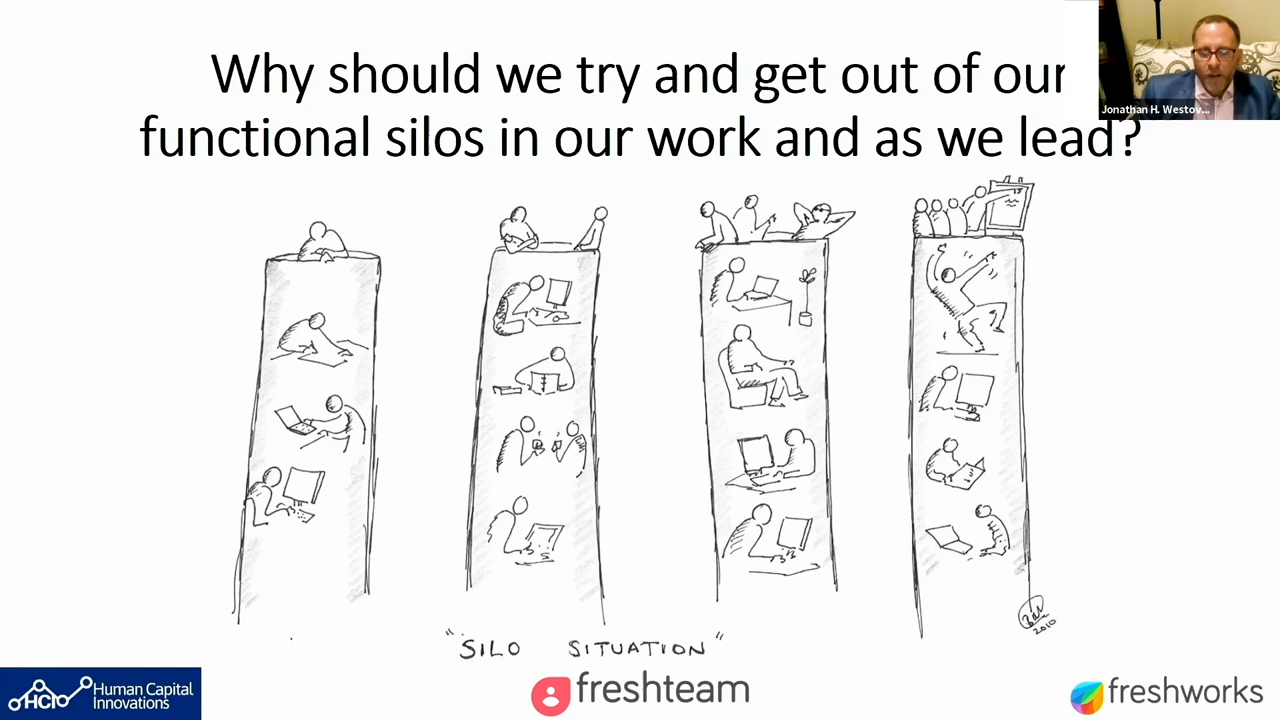 Why should we try and get out of our
functional silos in our work and as we lead?
Jonathan H. Westov...
"SILO SITUATION"
2010
HCI
Human Capital
Innovations
freshteam
freshworks